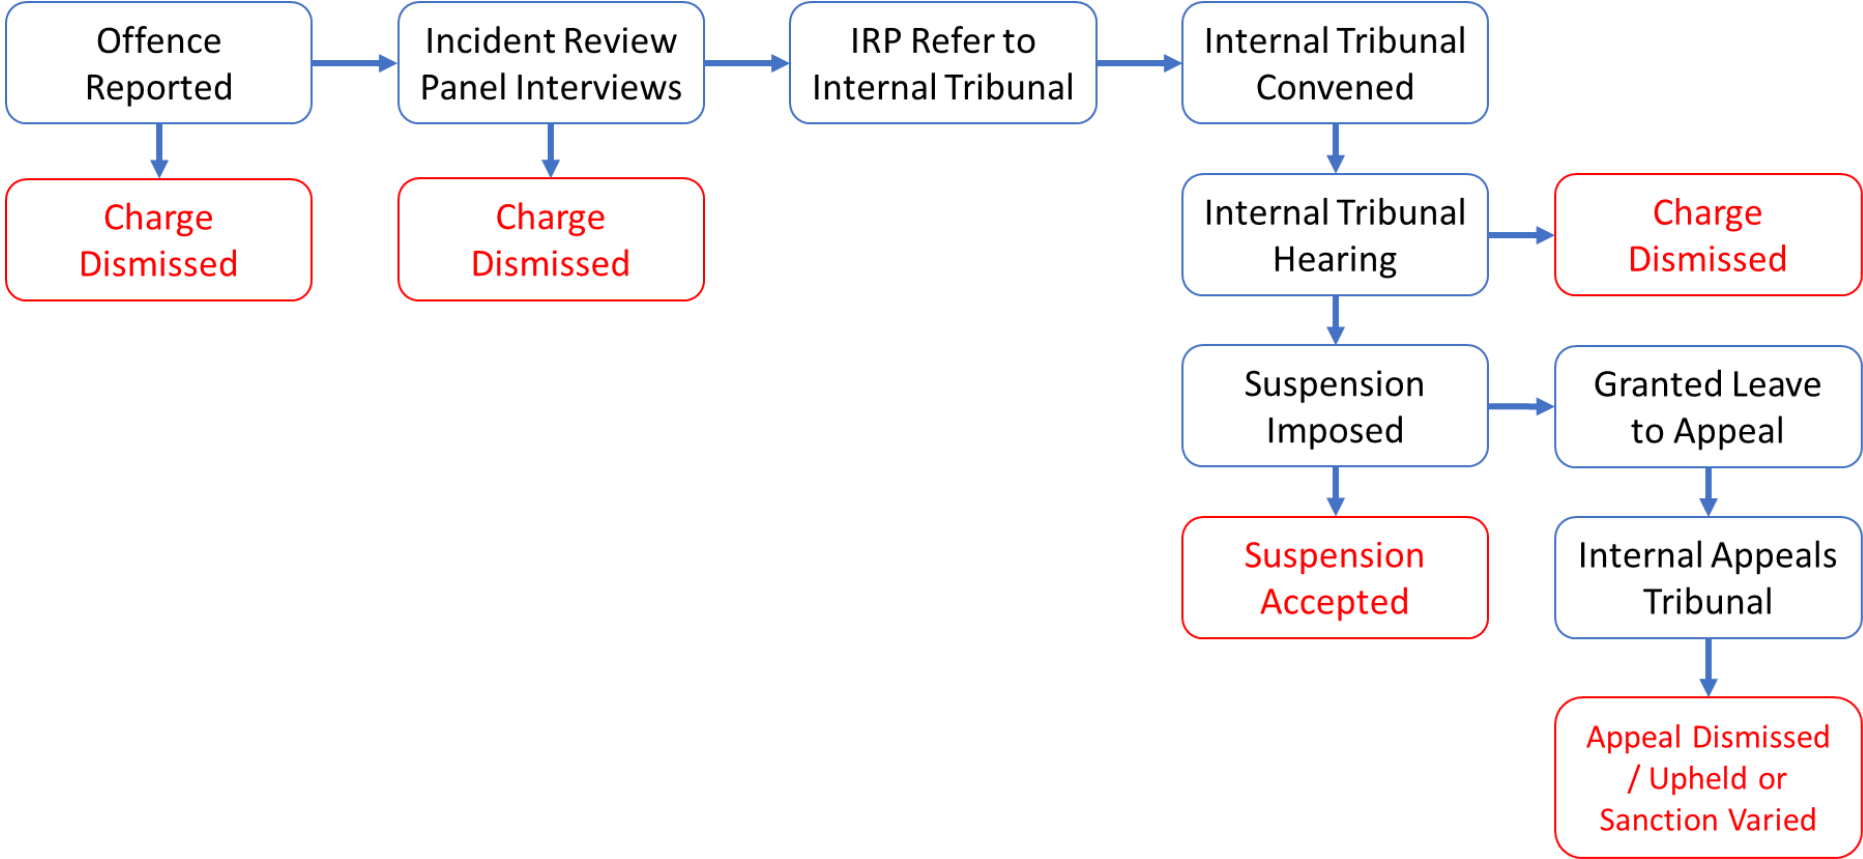 Offence
Reported
Incident Review
Panel Interviews
IRP Refer to
Internal Tribunal
Internal Tribunal
Convened
Charge
Dismissed
Charge
Dismissed
Internal Tribunal
Hearing
Charge
Dismissed
Suspension
Imposed
Granted Leave
to Appeal
Suspension
Accepted
Internal Appeals
Tribunal
Appeal Dismissed
/ Upheld or
Sanction Varied